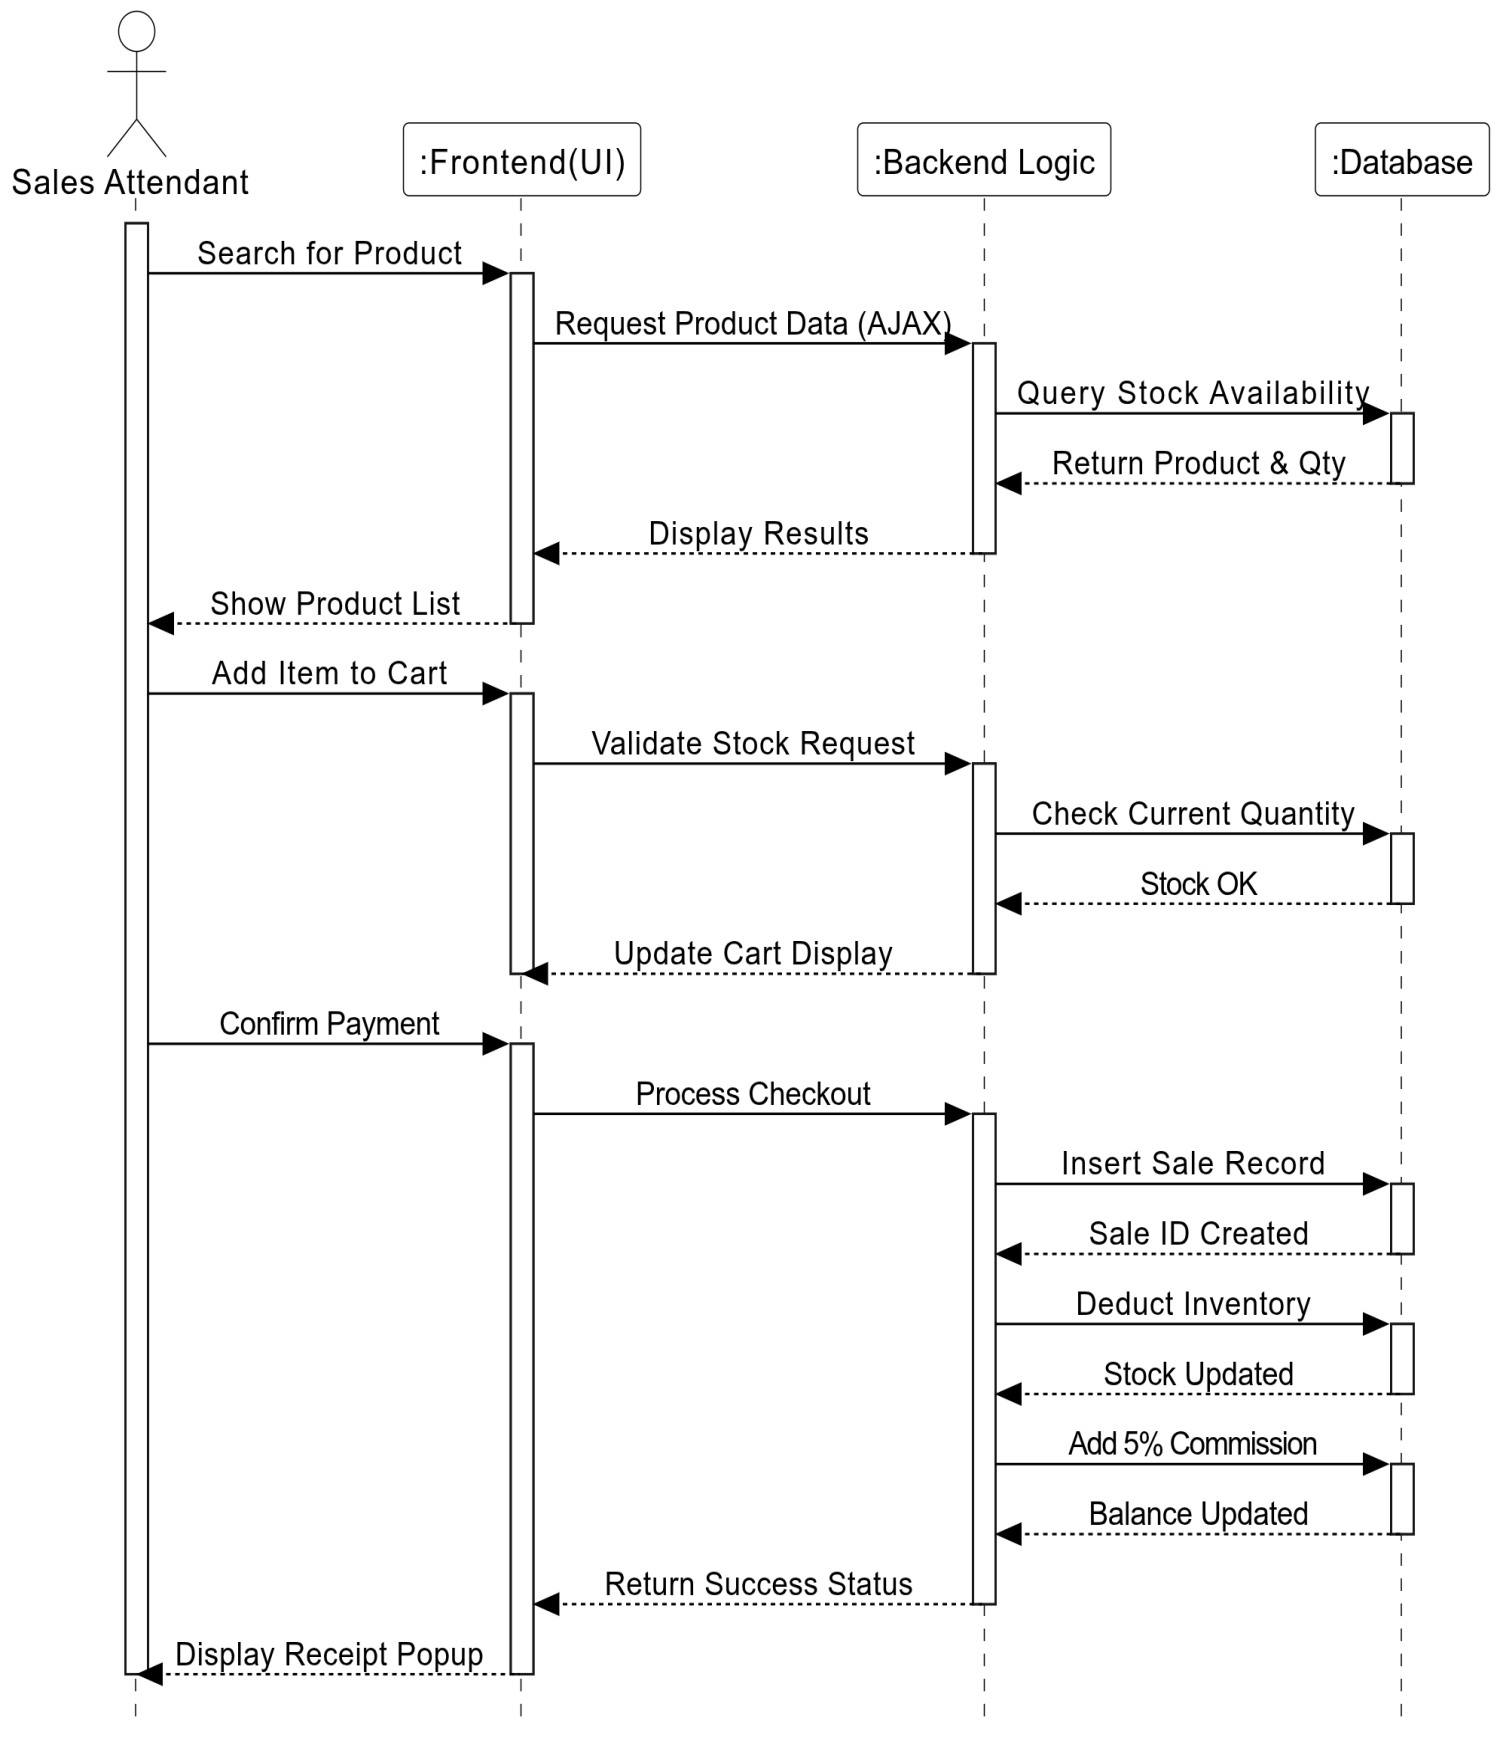 Sales Attendant
:Frontend(UI)
:Backend Logic
:Database
Search for Product
Request Product Data (AJAX)
Query Stock Availability
Return Product & Qty
Display Results
Show Product List
Add Item to Cart
Validate Stock Request
Check Current Quantity
Stock OK
Update Cart Display
Confirm Payment
Process Checkout
Insert Sale Record
Sale ID Created
Deduct Inventory
Stock Updated
Add 5% Commission
Balance Updated
Return Success Status
Display Receipt Popup